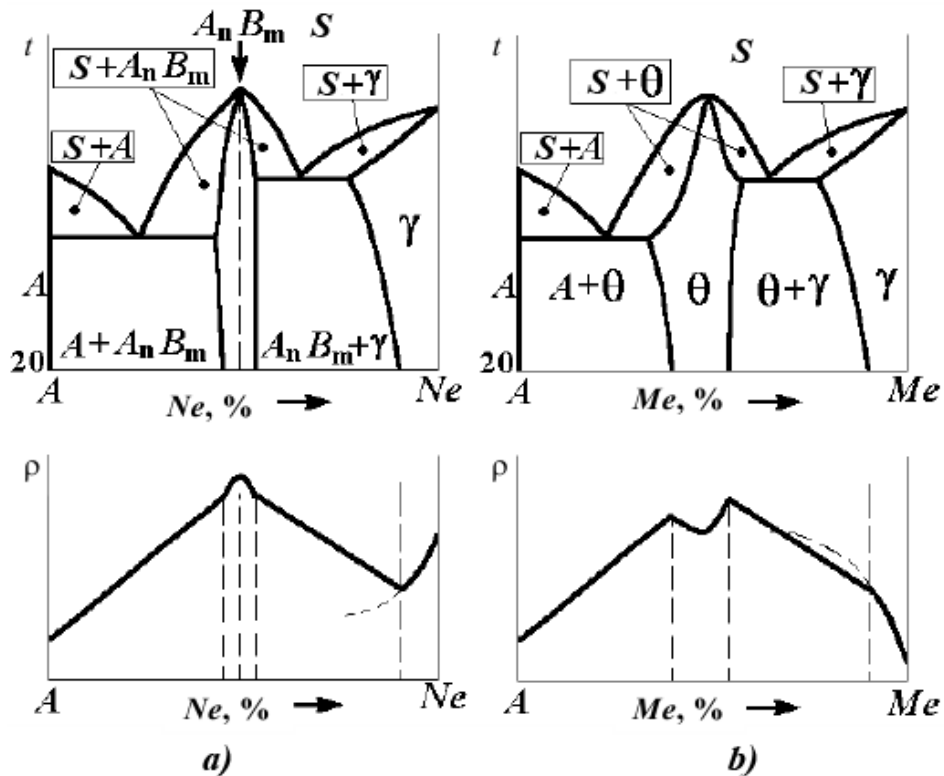 t AₙBₘ S
S+AₙBₘ
S+γ
S+A
γ
A
A+AₙBₘ AₙBₘ+γ
20
A Ne, % Ne
t S
S+θ S+γ
S+A
A A+θ θ θ+γ γ
20
A Me, % Me
ρ
A Ne, % Ne
a)
ρ
A Me, % Me
b)